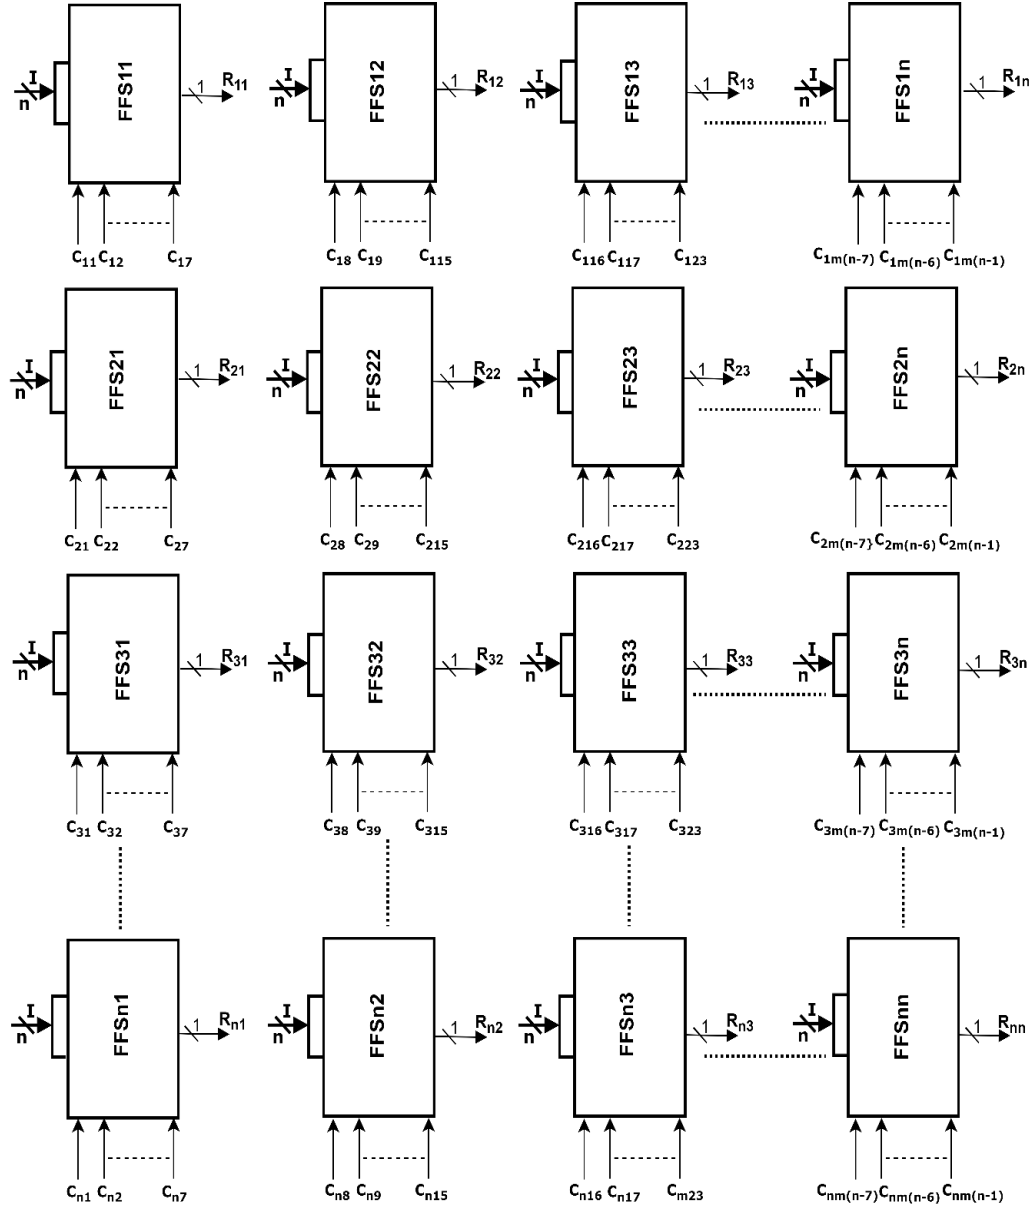 I n FFS11 1 R11 I n FFS12 1 R12 I n FFS13 1 R13 I n FFS1n 1 R1n
C11 C12 C17 C18 C19 C115 C116 C117 C123 C1m(n-7) C1m(n-6) C1m(n-1)
I n FFS21 1 R21 I n FFS22 1 R22 I n FFS23 1 R23 I n FFS2n 1 R2n
C21 C22 C27 C28 C29 C215 C216 C217 C223 C2m(n-7} C2m(n-6) C2m(n-1)
I n FFS31 1 R31 I n FFS32 1 R32 I n FFS33 1 R33 I n FFS3n 1 R3n
C31 C32 C37 C38 C39 C315 C316 C317 C323 C3m(n-7) C3m(n-6) C3m(n-1)
I n FFSn1 1 Rn1 I n FFSn2 1 Rn2 I n FFSn3 1 Rn3 I n FFSnn 1 Rnn
Cn1 Cn2 Cn7 Cn8 Cn9 Cn15 Cn16 Cn17 Cm23 Cnm(n-7) Cnm(n-6) Cnm(n-1)